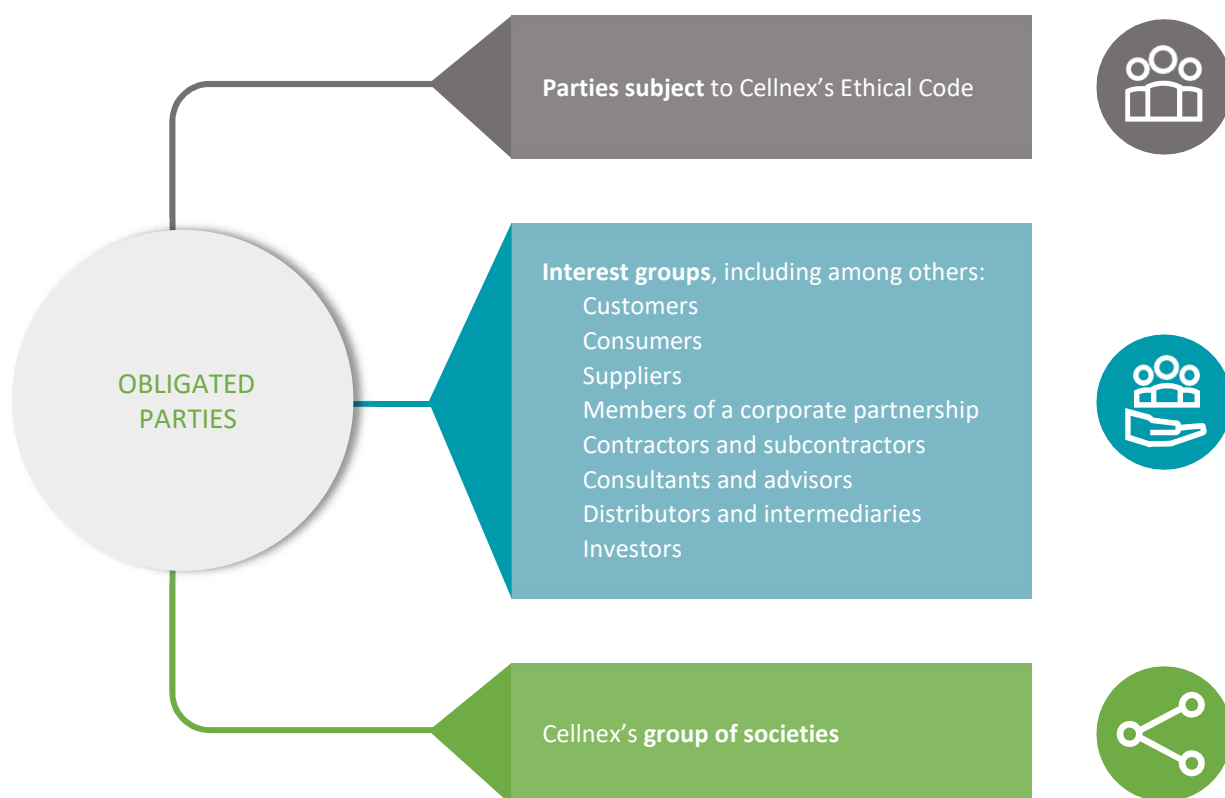 Parties subject to Cellnex’s Ethical Code
OBLIGATED
PARTIES
Interest groups, including among others:
Customers
Consumers
Suppliers
Members of a corporate partnership
Contractors and subcontractors
Consultants and advisors
Distributors and intermediaries
Investors
Cellnex’s group of societies